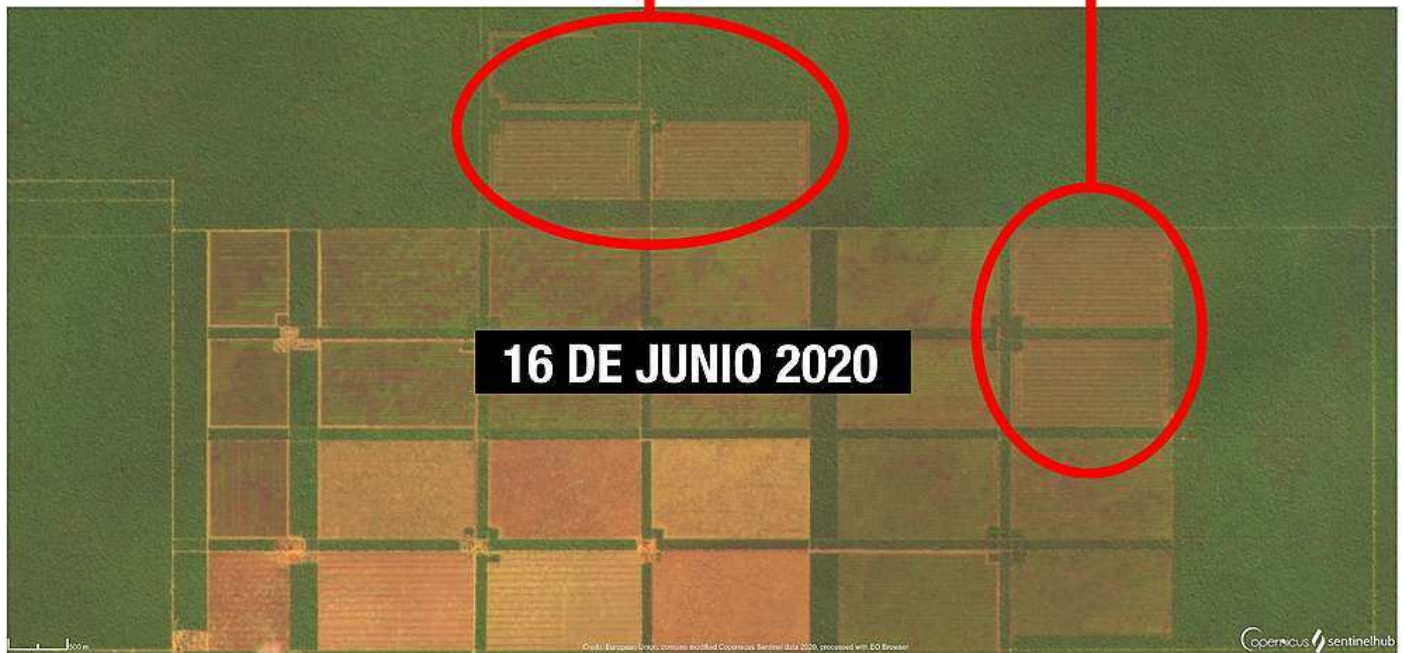 16 DE JUNIO 2020
500 m
Credit: European Union, contains modified Copernicus Sentinel data 2020, processed with EO Browser
Copernicus sentinelhub